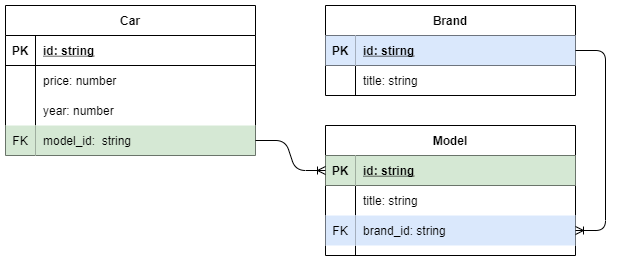 Car
PK id: string
price: number
year: number
FK model_id: string
Brand
PK id: stirng
title: string
Model
PK id: string
title: string
FK brand_id: string